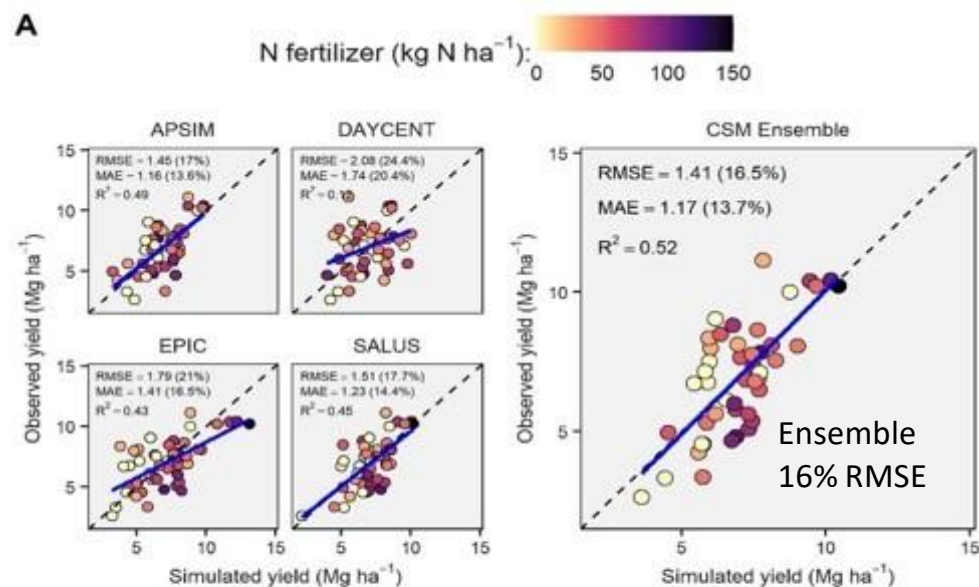 A
N fertilizer (kg N ha⁻¹):
0 50 100 150
APSIM
RMSE = 1.45 (17%)
MAE = 1.16 (13.6%)
R² = 0.49
DAYCENT
RMSE = 2.08 (24.4%)
MAE = 1.74 (20.4%)
R² = 0.1
EPIC
RMSE = 1.79 (21%)
MAE = 1.41 (16.5%)
R² = 0.43
SALUS
RMSE = 1.51 (17.7%)
MAE = 1.23 (14.4%)
R² = 0.45
Observed yield (Mg ha⁻¹)
15
10
5
15
10
5
5 10 15
5 10 15
Simulated yield (Mg ha⁻¹)
CSM Ensemble
RMSE = 1.41 (16.5%)
MAE = 1.17 (13.7%)
R² = 0.52
Ensemble
16% RMSE
Observed yield (Mg ha⁻¹)
15
10
5
5 10 15
Simulated yield (Mg ha⁻¹)